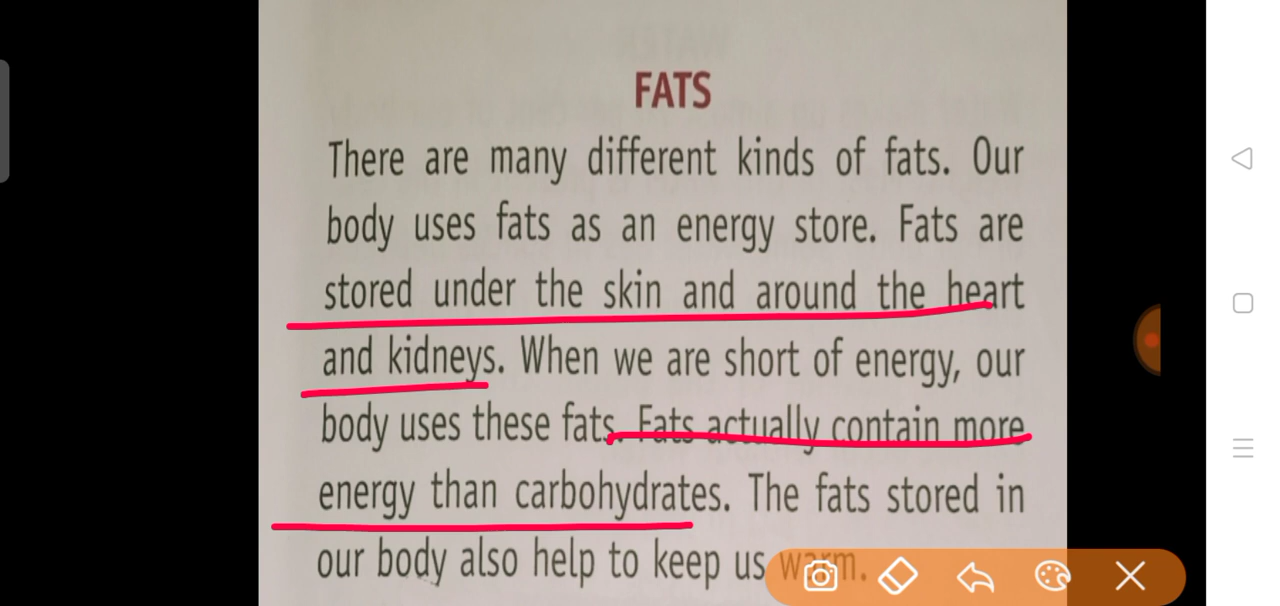 FATS
There are many different kinds of fats. Our
body uses fats as an energy store. Fats are
stored under the skin and around the heart
and kidneys. When we are short of energy, our
body uses these fats. Fats actually contain more
energy than carbohydrates. The fats stored in
our body also help to keep us warm.